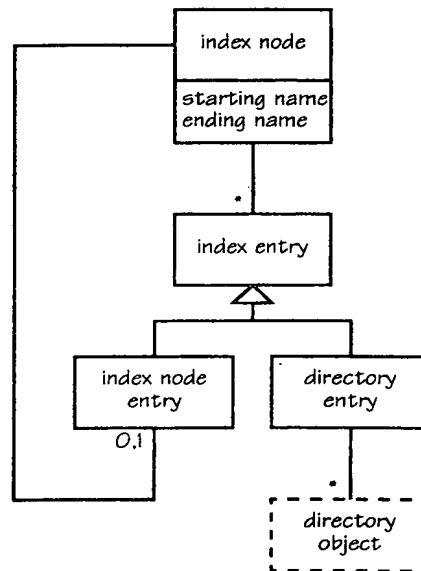 index node
starting name
ending name
*
index entry
index node
entry
directory
entry
0.1
*
directory
object